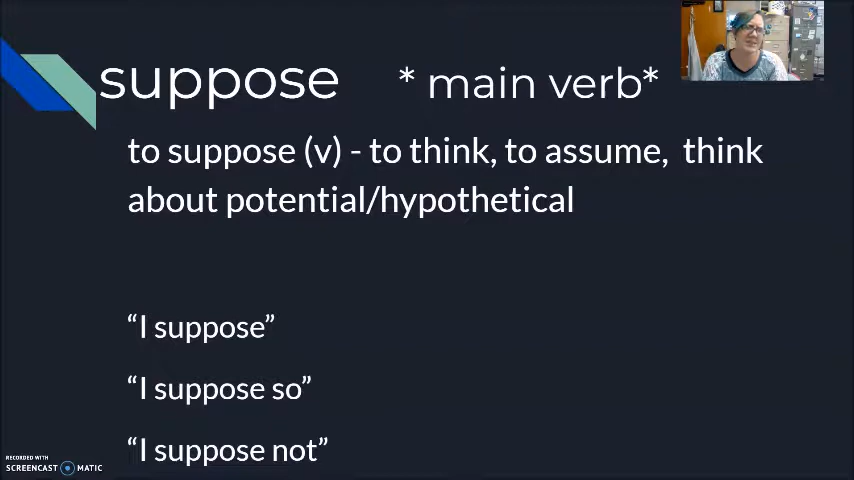 suppose * main verb*
to suppose (v) - to think, to assume, think
about potential/hypothetical
“I suppose”
“I suppose so”
“I suppose not”
RECORDED WITH
SCREENCAST MATIC